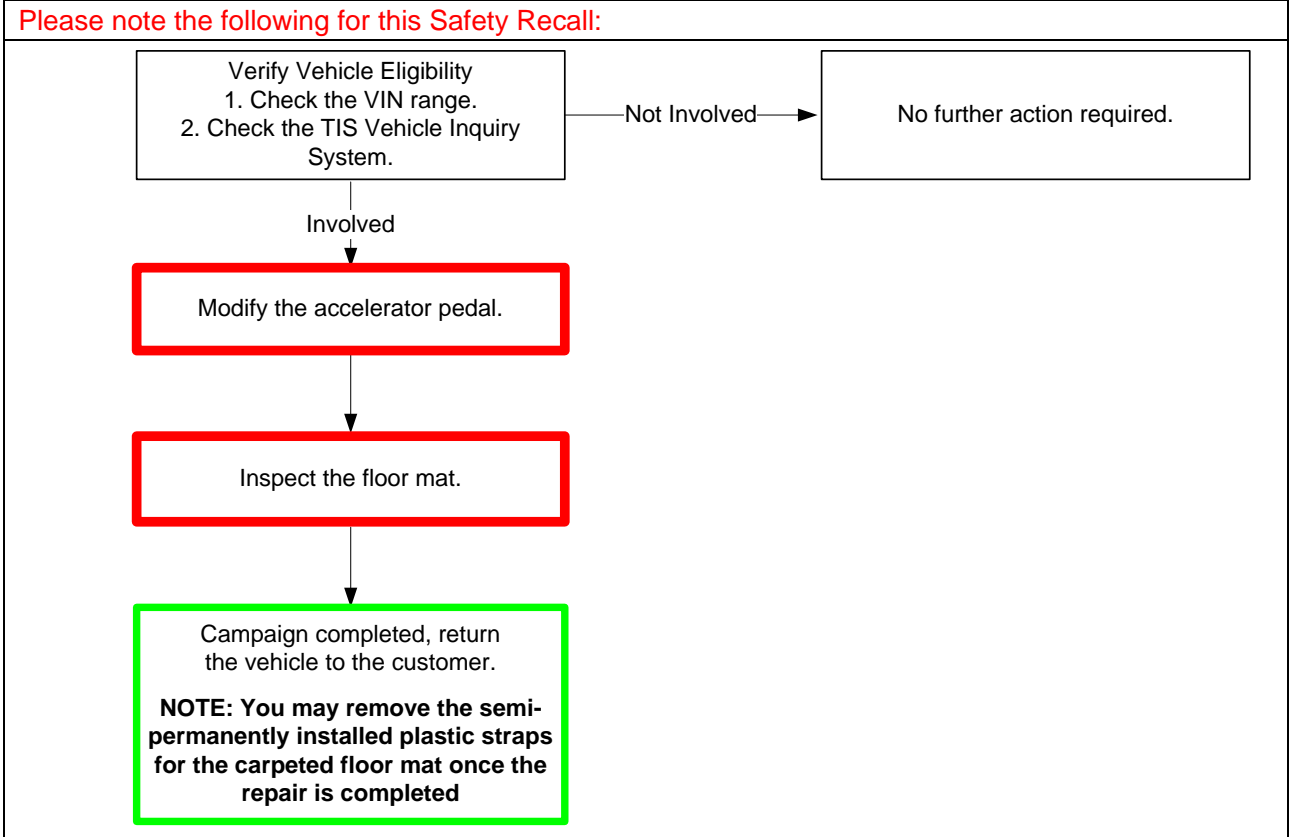 Please note the following for this Safety Recall:
Verify Vehicle Eligibility
1. Check the VIN range.
2. Check the TIS Vehicle Inquiry
System.
Not Involved
No further action required.
Involved
Modify the accelerator pedal.
Inspect the floor mat.
Campaign completed, return
the vehicle to the customer.
NOTE: You may remove the semi-
permanently installed plastic straps
for the carpeted floor mat once the
repair is completed